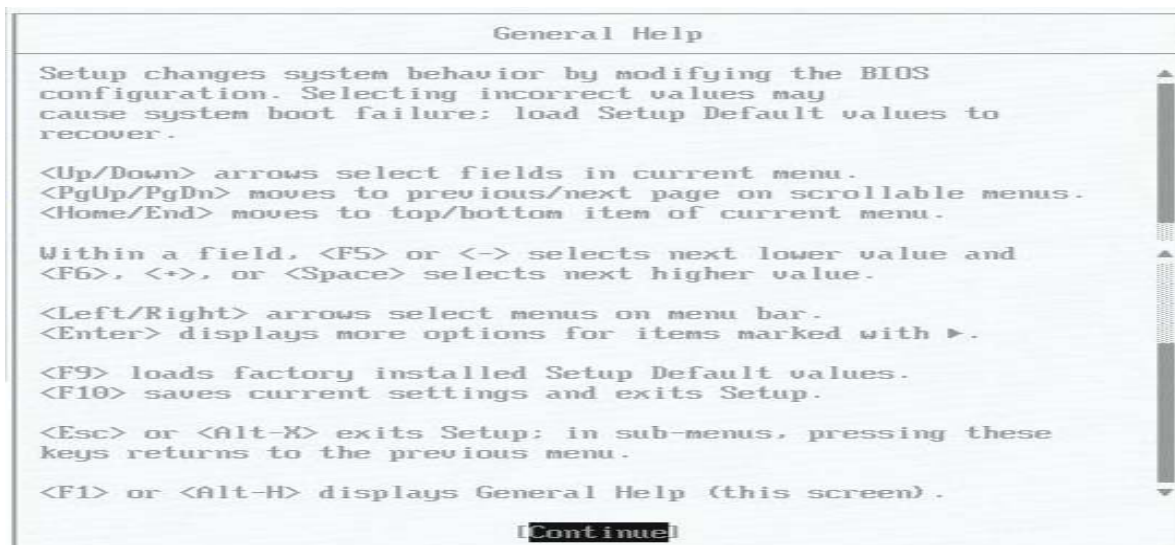 General Help
Setup changes system behavior by modifying the BIOS
configuration. Selecting incorrect values may
cause system boot failure; load Setup Default values to
recover.
<Up/Down> arrows select fields in current menu.
<PgUp/PgDn> moves to previous/next page on scrollable menus.
<Home/End> moves to top/bottom item of current menu.
Within a field, <F5> or <-> selects next lower value and
<F6>, <+>, or <Space> selects next higher value.
<Left/Right> arrows select menus on menu bar.
<Enter> displays more options for items marked with ►.
<F9> loads factory installed Setup Default values.
<F10> saves current settings and exits Setup.
<Esc> or <Alt-X> exits Setup; in sub-menus, pressing these
keys returns to the previous menu.
<F1> or <Alt-H> displays General Help (this screen).
[Continue]